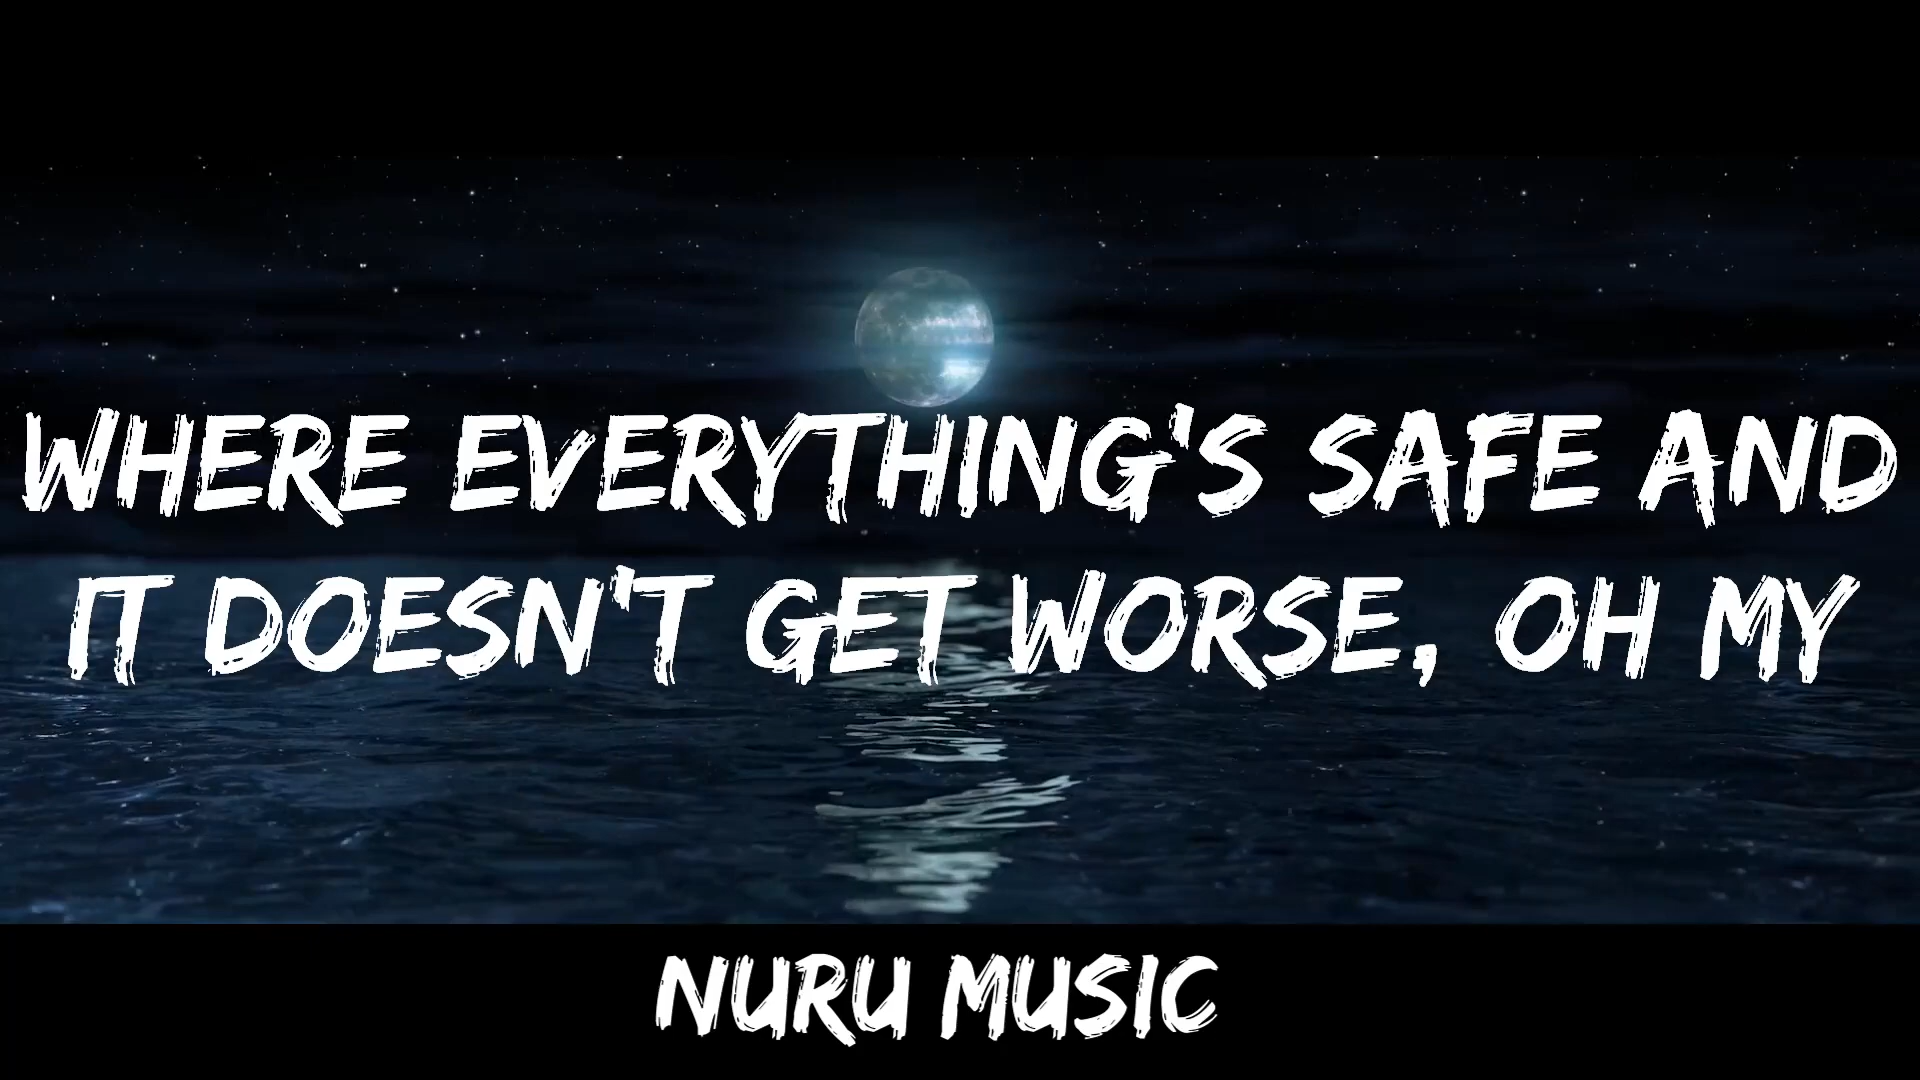 WHERE EVERYTHING'S SAFE AND
IT DOESN'T GET WORSE, OH MY
NURU MUSIC